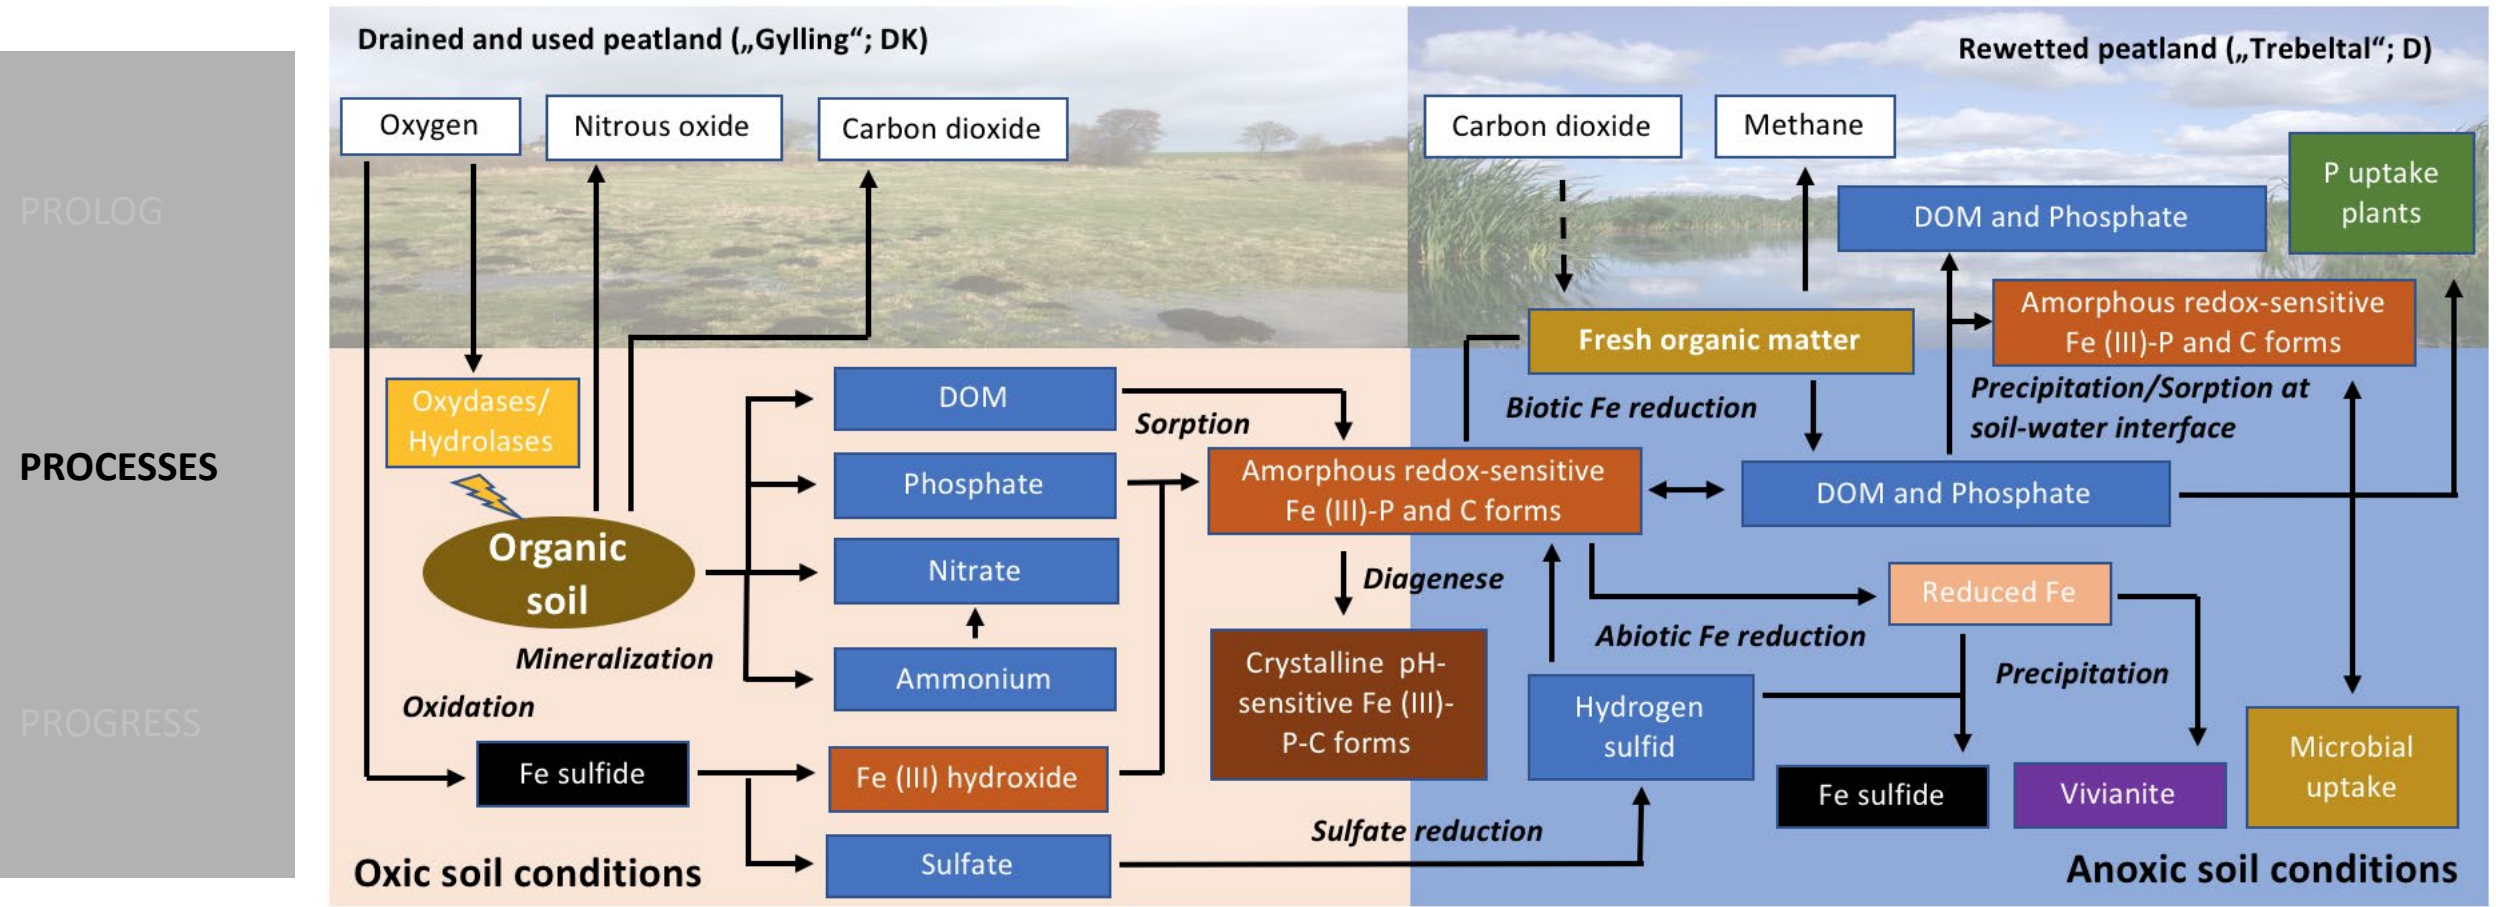 PROLOG
PROCESSES
PROGRESS
Drained and used peatland („Gylling“; DK)
Rewetted peatland („Trebeltal“; D)
Oxygen
Nitrous oxide
Carbon dioxide
Carbon dioxide
Methane
P uptake
plants
DOM and Phosphate
Amorphous redox-sensitive
Fe (III)-P and C forms
Fresh organic matter
Oxydases/
Hydrolases
DOM
Sorption
Biotic Fe reduction
Precipitation/Sorption at
soil-water interface
Phosphate
Amorphous redox-sensitive
Fe (III)-P and C forms
DOM and Phosphate
Organic
soil
Nitrate
Diagenese
Reduced Fe
Mineralization
Ammonium
Abiotic Fe reduction
Crystalline pH-
sensitive Fe (III)-
P-C forms
Hydrogen
sulfid
Precipitation
Oxidation
Fe sulfide
Fe (III) hydroxide
Fe sulfide
Vivianite
Microbial
uptake
Sulfate reduction
Sulfate
Oxic soil conditions
Anoxic soil conditions